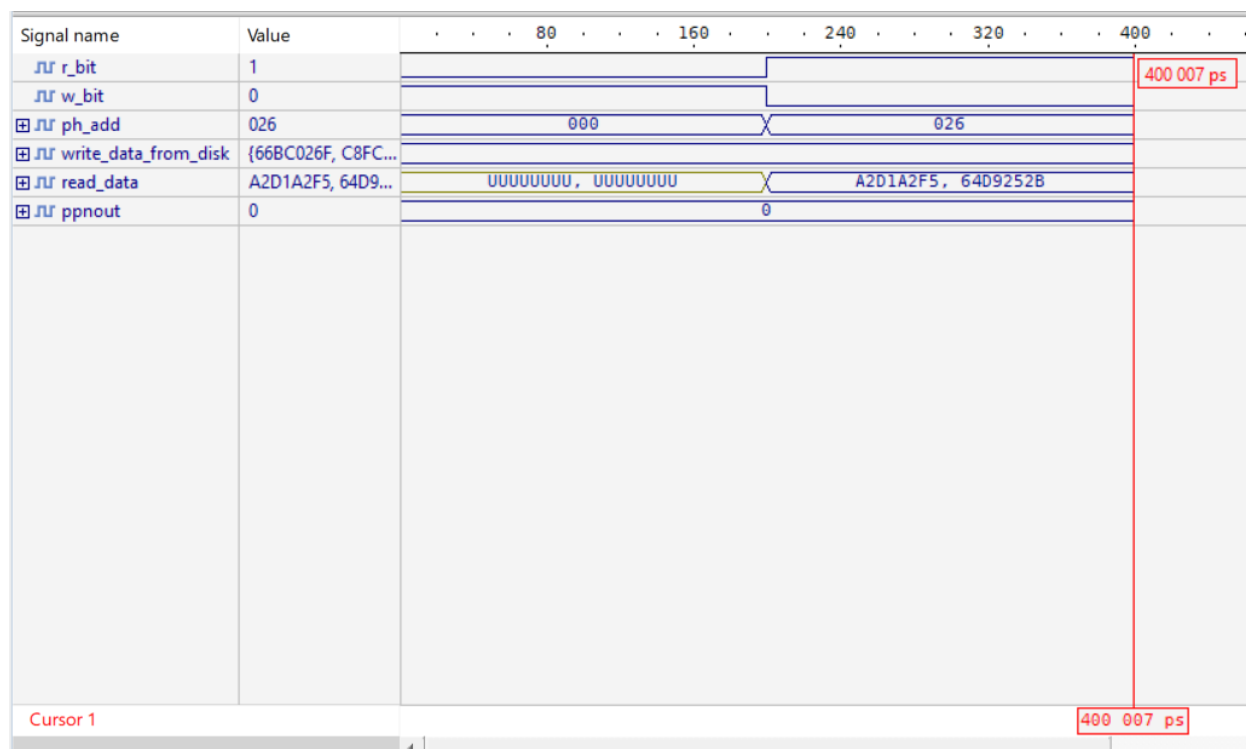 Signal name Value 80 160 240 320 400
r_bit 1
400 007 ps
w_bit 0
ph_add 026 000 026
write_data_from_disk {66BC026F, C8FC...
read_data A2D1A2F5, 64D9... UUUUUUUU, UUUUUUUU A2D1A2F5, 64D9252B
ppnout 0 0
Cursor 1 400 007 ps